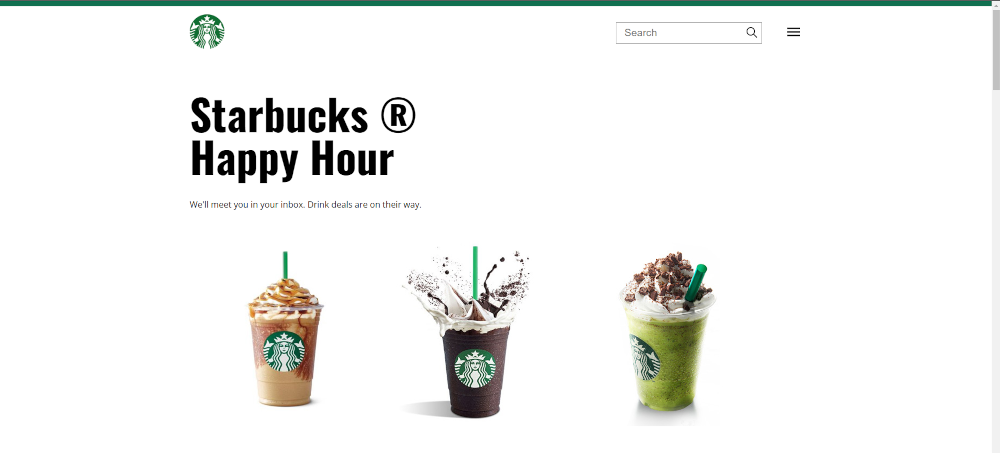 Search
Starbucks ®
Happy Hour
We'll meet you in your inbox. Drink deals are on their way.